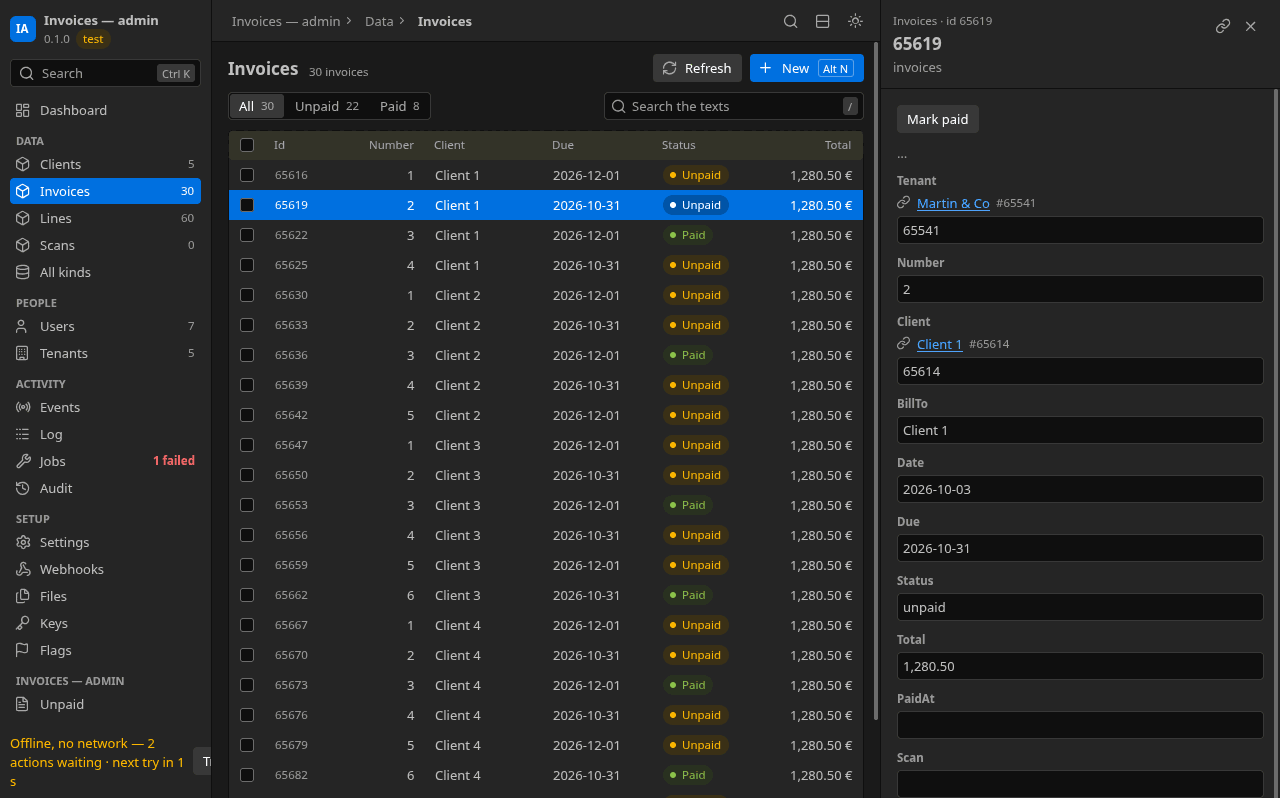 IA Invoices — admin
0.1.0 test
Search Ctrl K
Dashboard
DATA
Clients 5
Invoices 30
Lines 60
Scans 0
All kinds
PEOPLE
Users 7
Tenants 5
ACTIVITY
Events
Log
Jobs 1 failed
Audit
SETUP
Settings
Webhooks
Files
Keys
Flags
INVOICES — ADMIN
Unpaid
Offline, no network — 2
actions waiting · next try in 1
s
Invoices — admin > Data > Invoices
Invoices 30 invoices
Refresh
+ New Alt N
All 30 Unpaid 22 Paid 8
Search the texts /
Id Number Client Due Status Total
65616 1 Client 1 2026-12-01 Unpaid 1,280.50 €
65619 2 Client 1 2026-10-31 Unpaid 1,280.50 €
65622 3 Client 1 2026-12-01 Paid 1,280.50 €
65625 4 Client 1 2026-10-31 Unpaid 1,280.50 €
65630 1 Client 2 2026-12-01 Unpaid 1,280.50 €
65633 2 Client 2 2026-10-31 Unpaid 1,280.50 €
65636 3 Client 2 2026-12-01 Paid 1,280.50 €
65639 4 Client 2 2026-10-31 Unpaid 1,280.50 €
65642 5 Client 2 2026-12-01 Unpaid 1,280.50 €
65647 1 Client 3 2026-12-01 Unpaid 1,280.50 €
65650 2 Client 3 2026-10-31 Unpaid 1,280.50 €
65653 3 Client 3 2026-12-01 Paid 1,280.50 €
65656 4 Client 3 2026-10-31 Unpaid 1,280.50 €
65659 5 Client 3 2026-12-01 Unpaid 1,280.50 €
65662 6 Client 3 2026-10-31 Paid 1,280.50 €
65667 1 Client 4 2026-12-01 Unpaid 1,280.50 €
65670 2 Client 4 2026-10-31 Unpaid 1,280.50 €
65673 3 Client 4 2026-12-01 Paid 1,280.50 €
65676 4 Client 4 2026-10-31 Unpaid 1,280.50 €
65679 5 Client 4 2026-12-01 Unpaid 1,280.50 €
65682 6 Client 4 2026-10-31 Paid 1,280.50 €
Invoices · id 65619
65619
invoices
Mark paid
...
Tenant
Martin & Co #65541
65541
Number
2
Client
Client 1 #65614
65614
BillTo
Client 1
Date
2026-10-03
Due
2026-10-31
Status
unpaid
Total
1,280.50
PaidAt
Scan